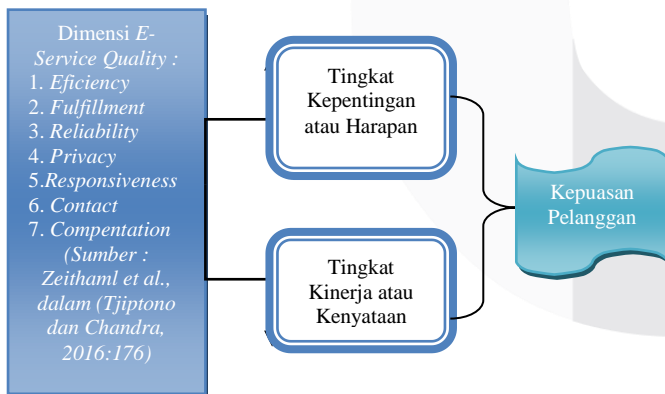 Dimensi E-
Service Quality :
1. Eficiency
2. Fulfillment
3. Reliability
4. Privacy
5.Responsiveness
6. Contact
7. Compentation
(Sumber :
Zeithaml et al.,
dalam (Tjiptono
dan Chandra,
2016:176)
Tingkat
Kepentingan
atau Harapan
Tingkat
Kinerja atau
Kenyataan
Kepuasan
Pelanggan